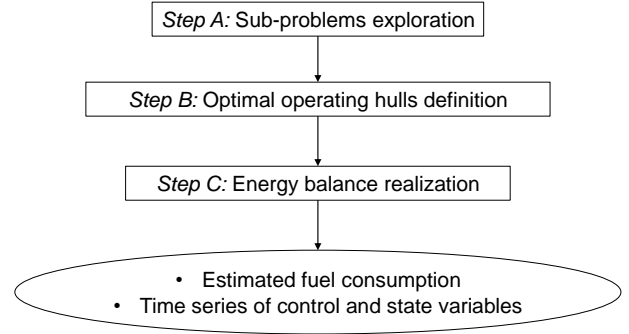 Step A: Sub-problems exploration
Step B: Optimal operating hulls definition
Step C: Energy balance realization
• Estimated fuel consumption
• Time series of control and state variables